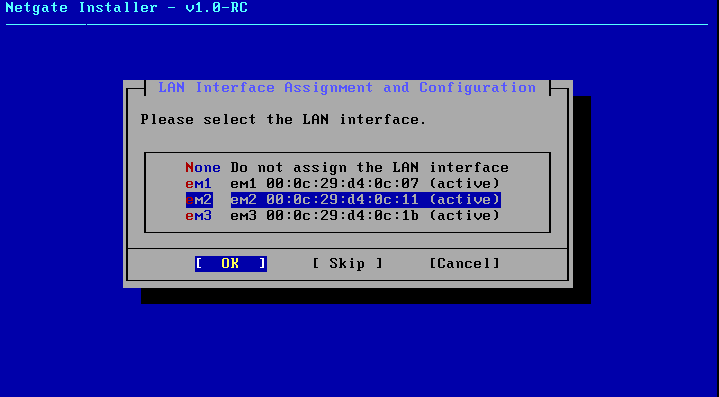 Netgate Installer - v1.0-RC
LAN Interface Assignment and Configuration
Please select the LAN interface.
None Do not assign the LAN interface
em1 em1 00:0c:29:d4:0c:07 (active)
em2 em2 00:0c:29:d4:0c:11 (active)
em3 em3 00:0c:29:d4:0c:1b (active)
[ OK ] [ Skip ] [Cancel]